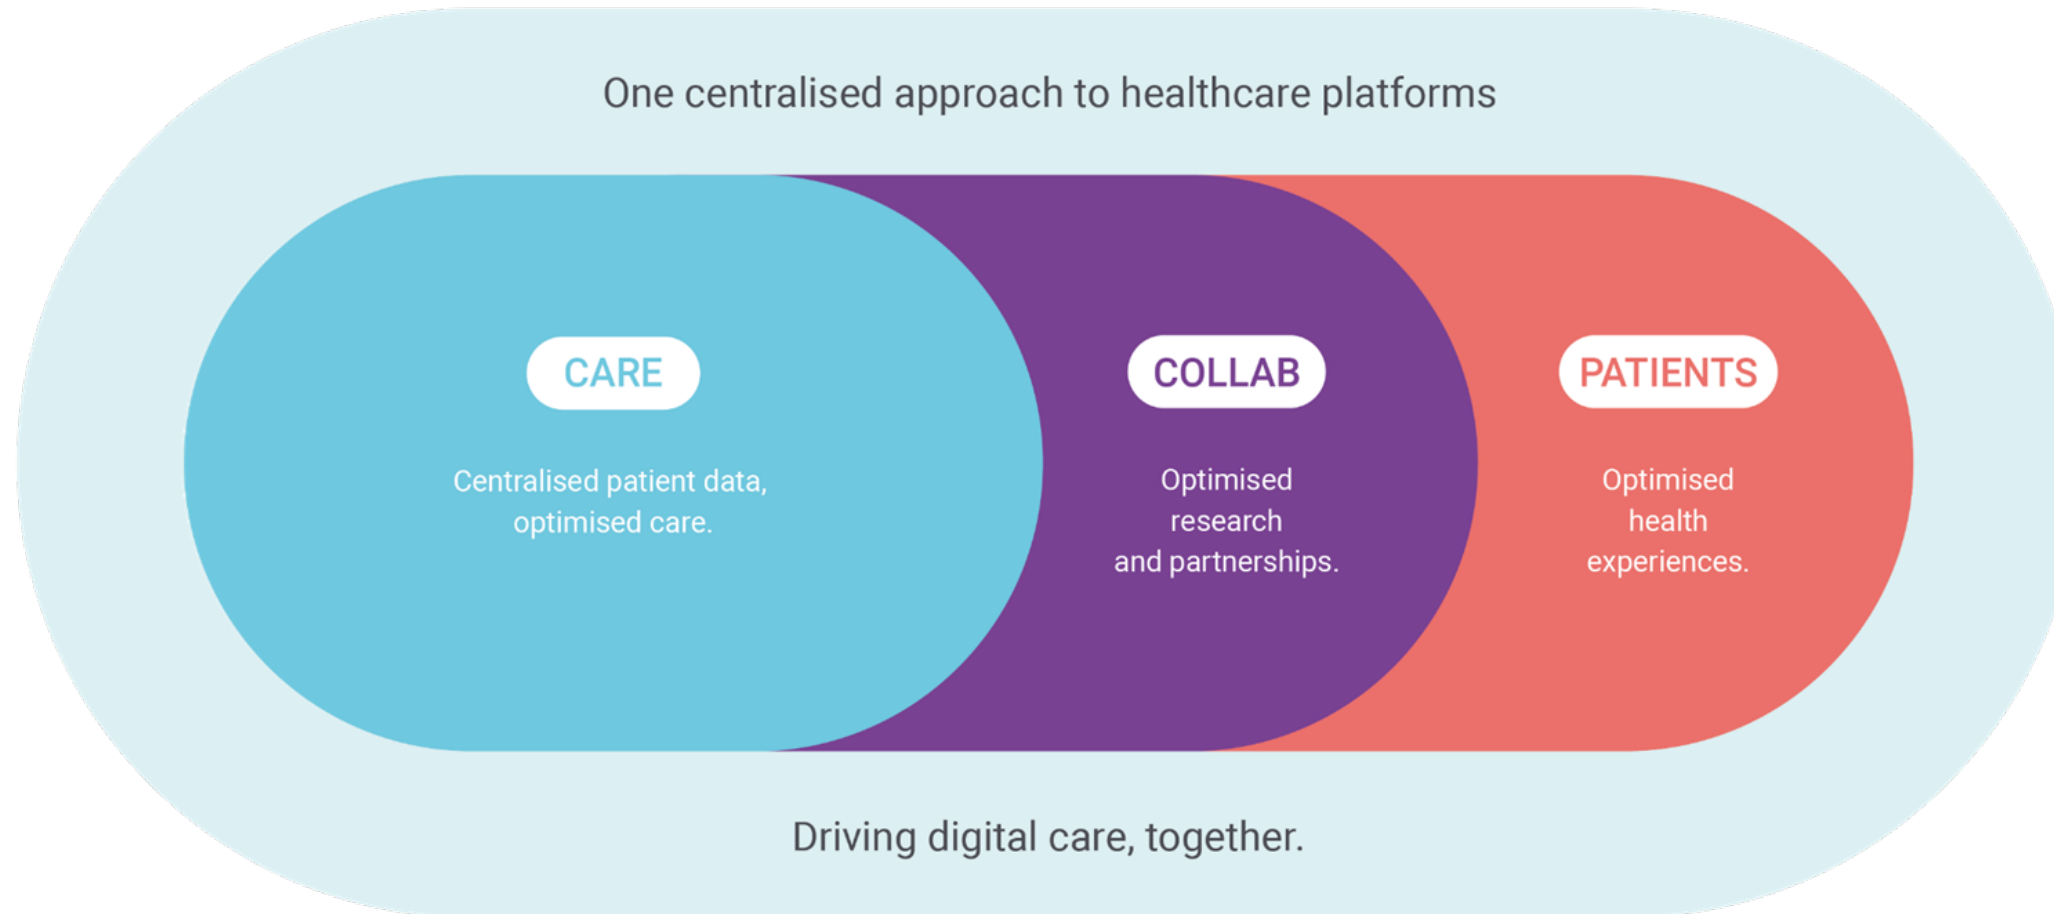 One centralised approach to healthcare platforms
CARE
Centralised patient data,
optimised care.
COLLAB
Optimised
research
and partnerships.
PATIENTS
Optimised
health
experiences.
Driving digital care, together.